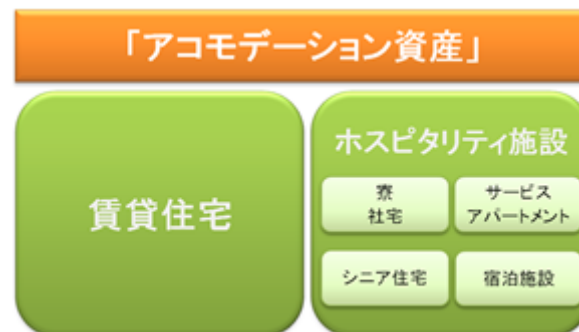 「アコモデーション資産」
賃貸住宅
ホスピタリティ施設
寮
社宅
サービス
アパートメント
シニア住宅
宿泊施設